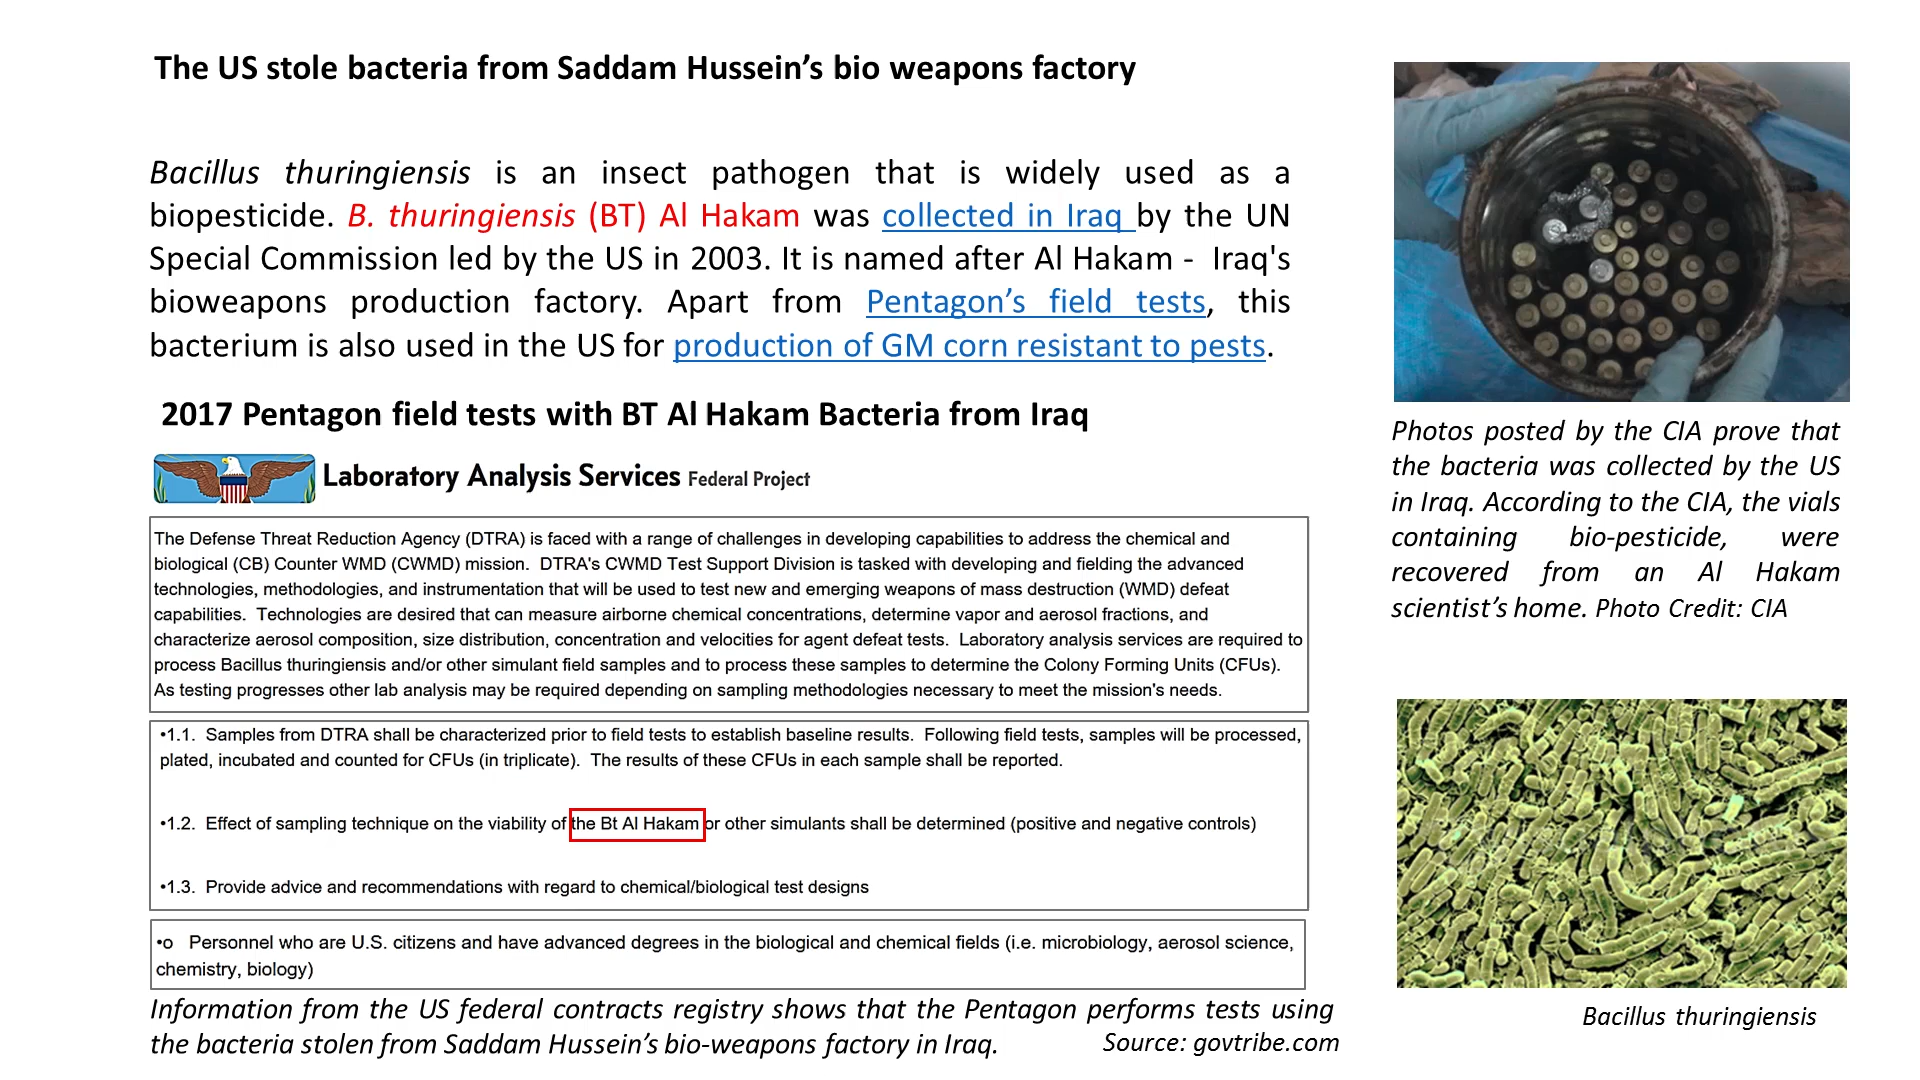 The US stole bacteria from Saddam Hussein’s bio weapons factory
Bacillus thuringiensis is an insect pathogen that is widely used as a
biopesticide. B. thuringiensis (BT) Al Hakam was collected in Iraq by the UN
Special Commission led by the US in 2003. It is named after Al Hakam - Iraq's
bioweapons production factory. Apart from Pentagon’s field tests, this
bacterium is also used in the US for production of GM corn resistant to pests.
2017 Pentagon field tests with BT Al Hakam Bacteria from Iraq
Laboratory Analysis Services Federal Project
The Defense Threat Reduction Agency (DTRA) is faced with a range of challenges in developing capabilities to address the chemical and
biological (CB) Counter WMD (CWMD) mission. DTRA's CWMD Test Support Division is tasked with developing and fielding the advanced
technologies, methodologies, and instrumentation that will be used to test new and emerging weapons of mass destruction (WMD) defeat
capabilities. Technologies are desired that can measure airborne chemical concentrations, determine vapor and aerosol fractions, and
characterize aerosol composition, size distribution, concentration and velocities for agent defeat tests. Laboratory analysis services are required to
process Bacillus thuringiensis and/or other simulant field samples and to process these samples to determine the Colony Forming Units (CFUs).
As testing progresses other lab analysis may be required depending on sampling methodologies necessary to meet the mission's needs.
•1.1. Samples from DTRA shall be characterized prior to field tests to establish baseline results. Following field tests, samples will be processed,
plated, incubated and counted for CFUs (in triplicate). The results of these CFUs in each sample shall be reported.
•1.2. Effect of sampling technique on the viability of the Bt Al Hakam or other simulants shall be determined (positive and negative controls)
•1.3. Provide advice and recommendations with regard to chemical/biological test designs
•o Personnel who are U.S. citizens and have advanced degrees in the biological and chemical fields (i.e. microbiology, aerosol science,
chemistry, biology)
Information from the US federal contracts registry shows that the Pentagon performs tests using
the bacteria stolen from Saddam Hussein’s bio-weapons factory in Iraq.
Source: govtribe.com
Photos posted by the CIA prove that
the bacteria was collected by the US
in Iraq. According to the CIA, the vials
containing bio-pesticide, were
recovered from an Al Hakam
scientist’s home. Photo Credit: CIA
Bacillus thuringiensis